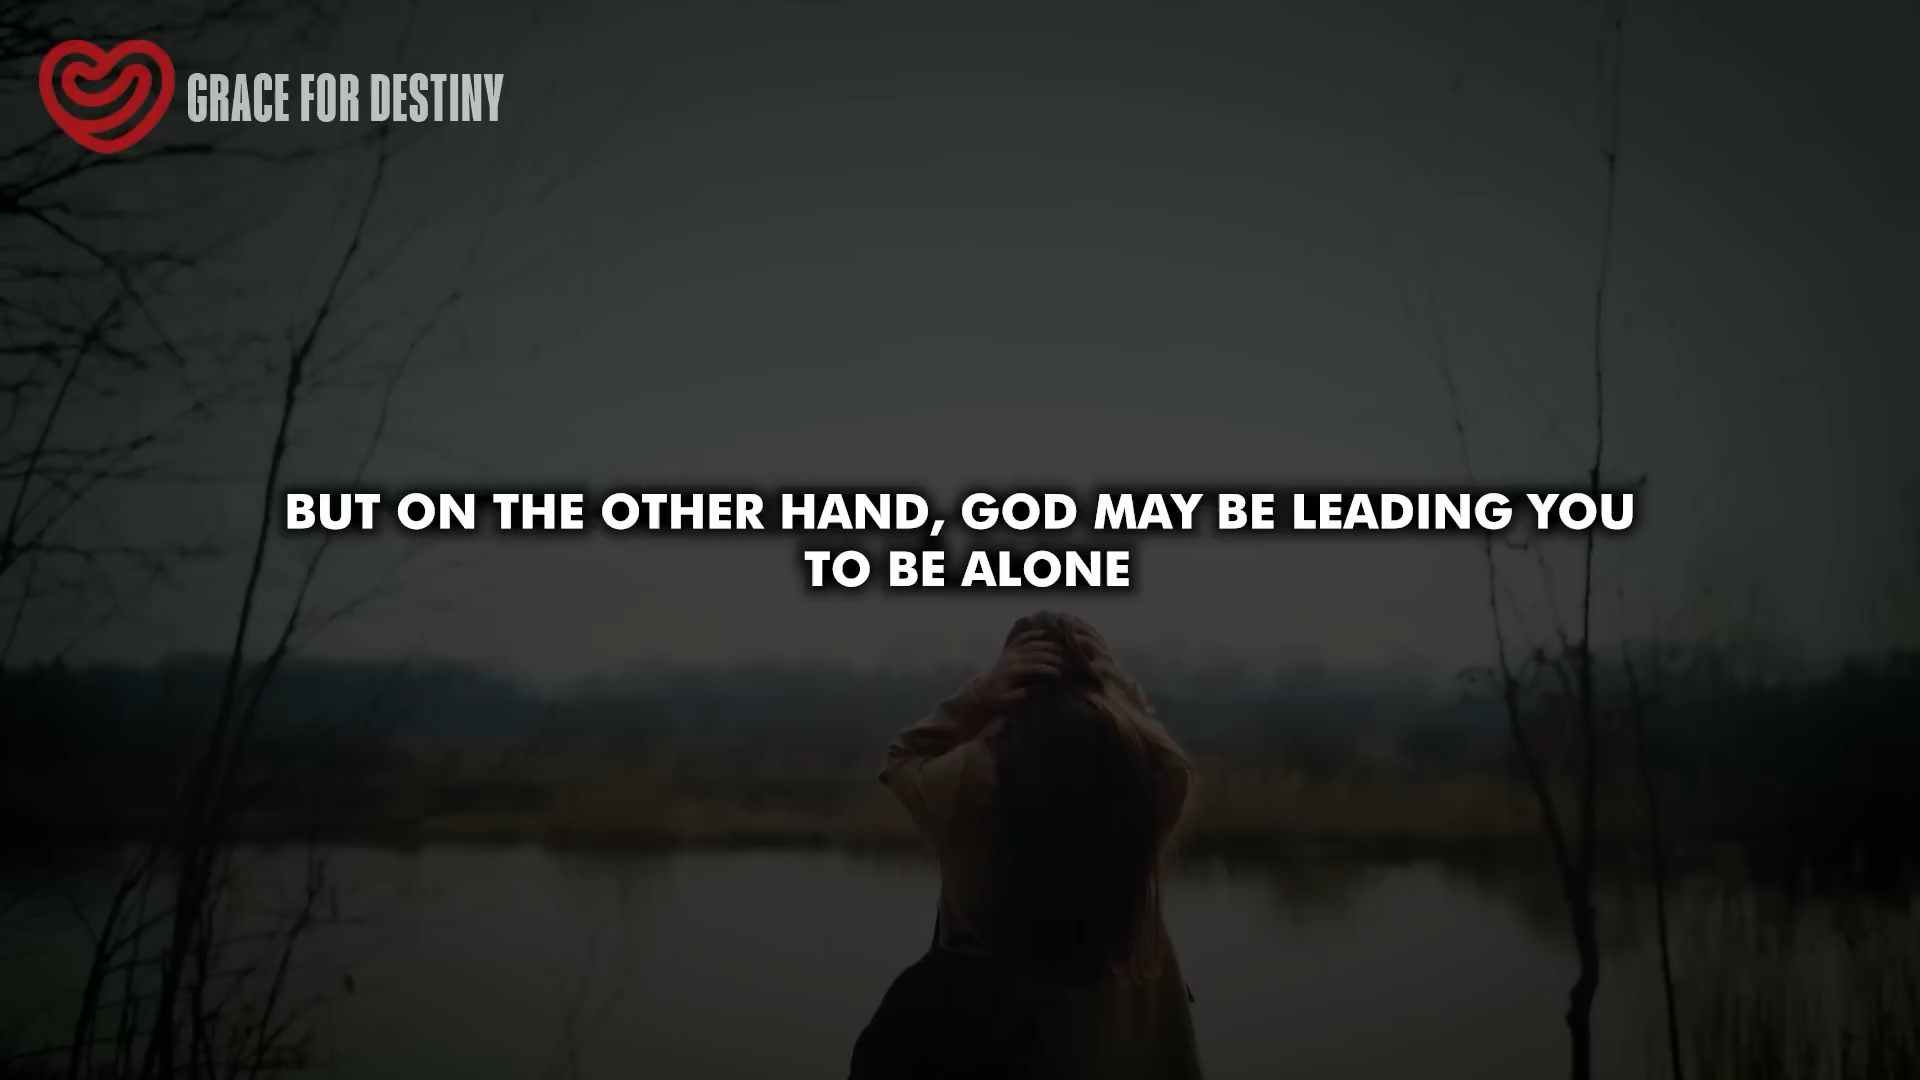 GRACE FOR DESTINY
BUT ON THE OTHER HAND, GOD MAY BE LEADING YOU
TO BE ALONE